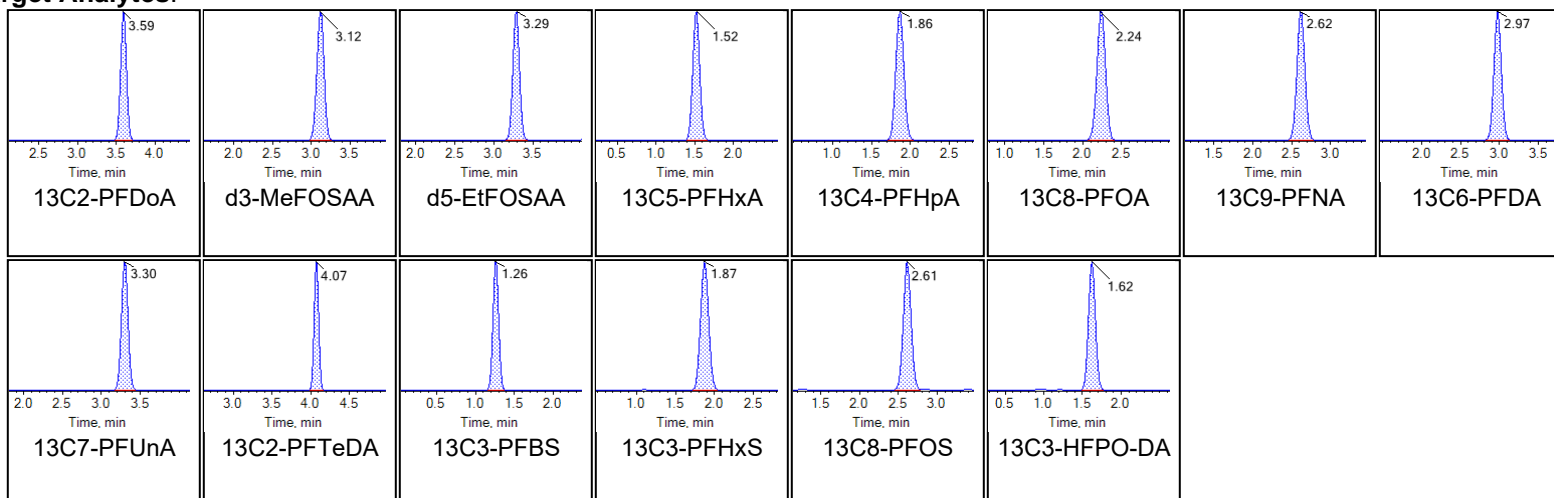 rget Analytes:
3.59 3.12 3.29 1.52 1.86 2.24 2.62 2.97
2.5 3.0 3.5 4.0 2.0 2.5 3.0 3.5 2.0 2.5 3.0 3.5 0.5 1.0 1.5 2.0 1.0 1.5 2.0 2.5 1.0 1.5 2.0 2.5 1.5 2.0 2.5 3.0 2.0 2.5 3.0 3.5
Time, min Time, min Time, min Time, min Time, min Time, min Time, min Time, min
13C2-PFDoA d3-MeFOSAA d5-EtFOSAA 13C5-PFHxA 13C4-PFHpA 13C8-PFOA 13C9-PFNA 13C6-PFDA
3.30 4.07 1.26 1.87 2.61 1.62
2.0 2.5 3.0 3.5 3.0 3.5 4.0 4.5 0.5 1.0 1.5 2.0 1.0 1.5 2.0 2.5 1.5 2.0 2.5 3.0 0.5 1.0 1.5 2.0
Time, min Time, min Time, min Time, min Time, min Time, min
13C7-PFUnA 13C2-PFTeDA 13C3-PFBS 13C3-PFHxS 13C8-PFOS 13C3-HFPO-DA